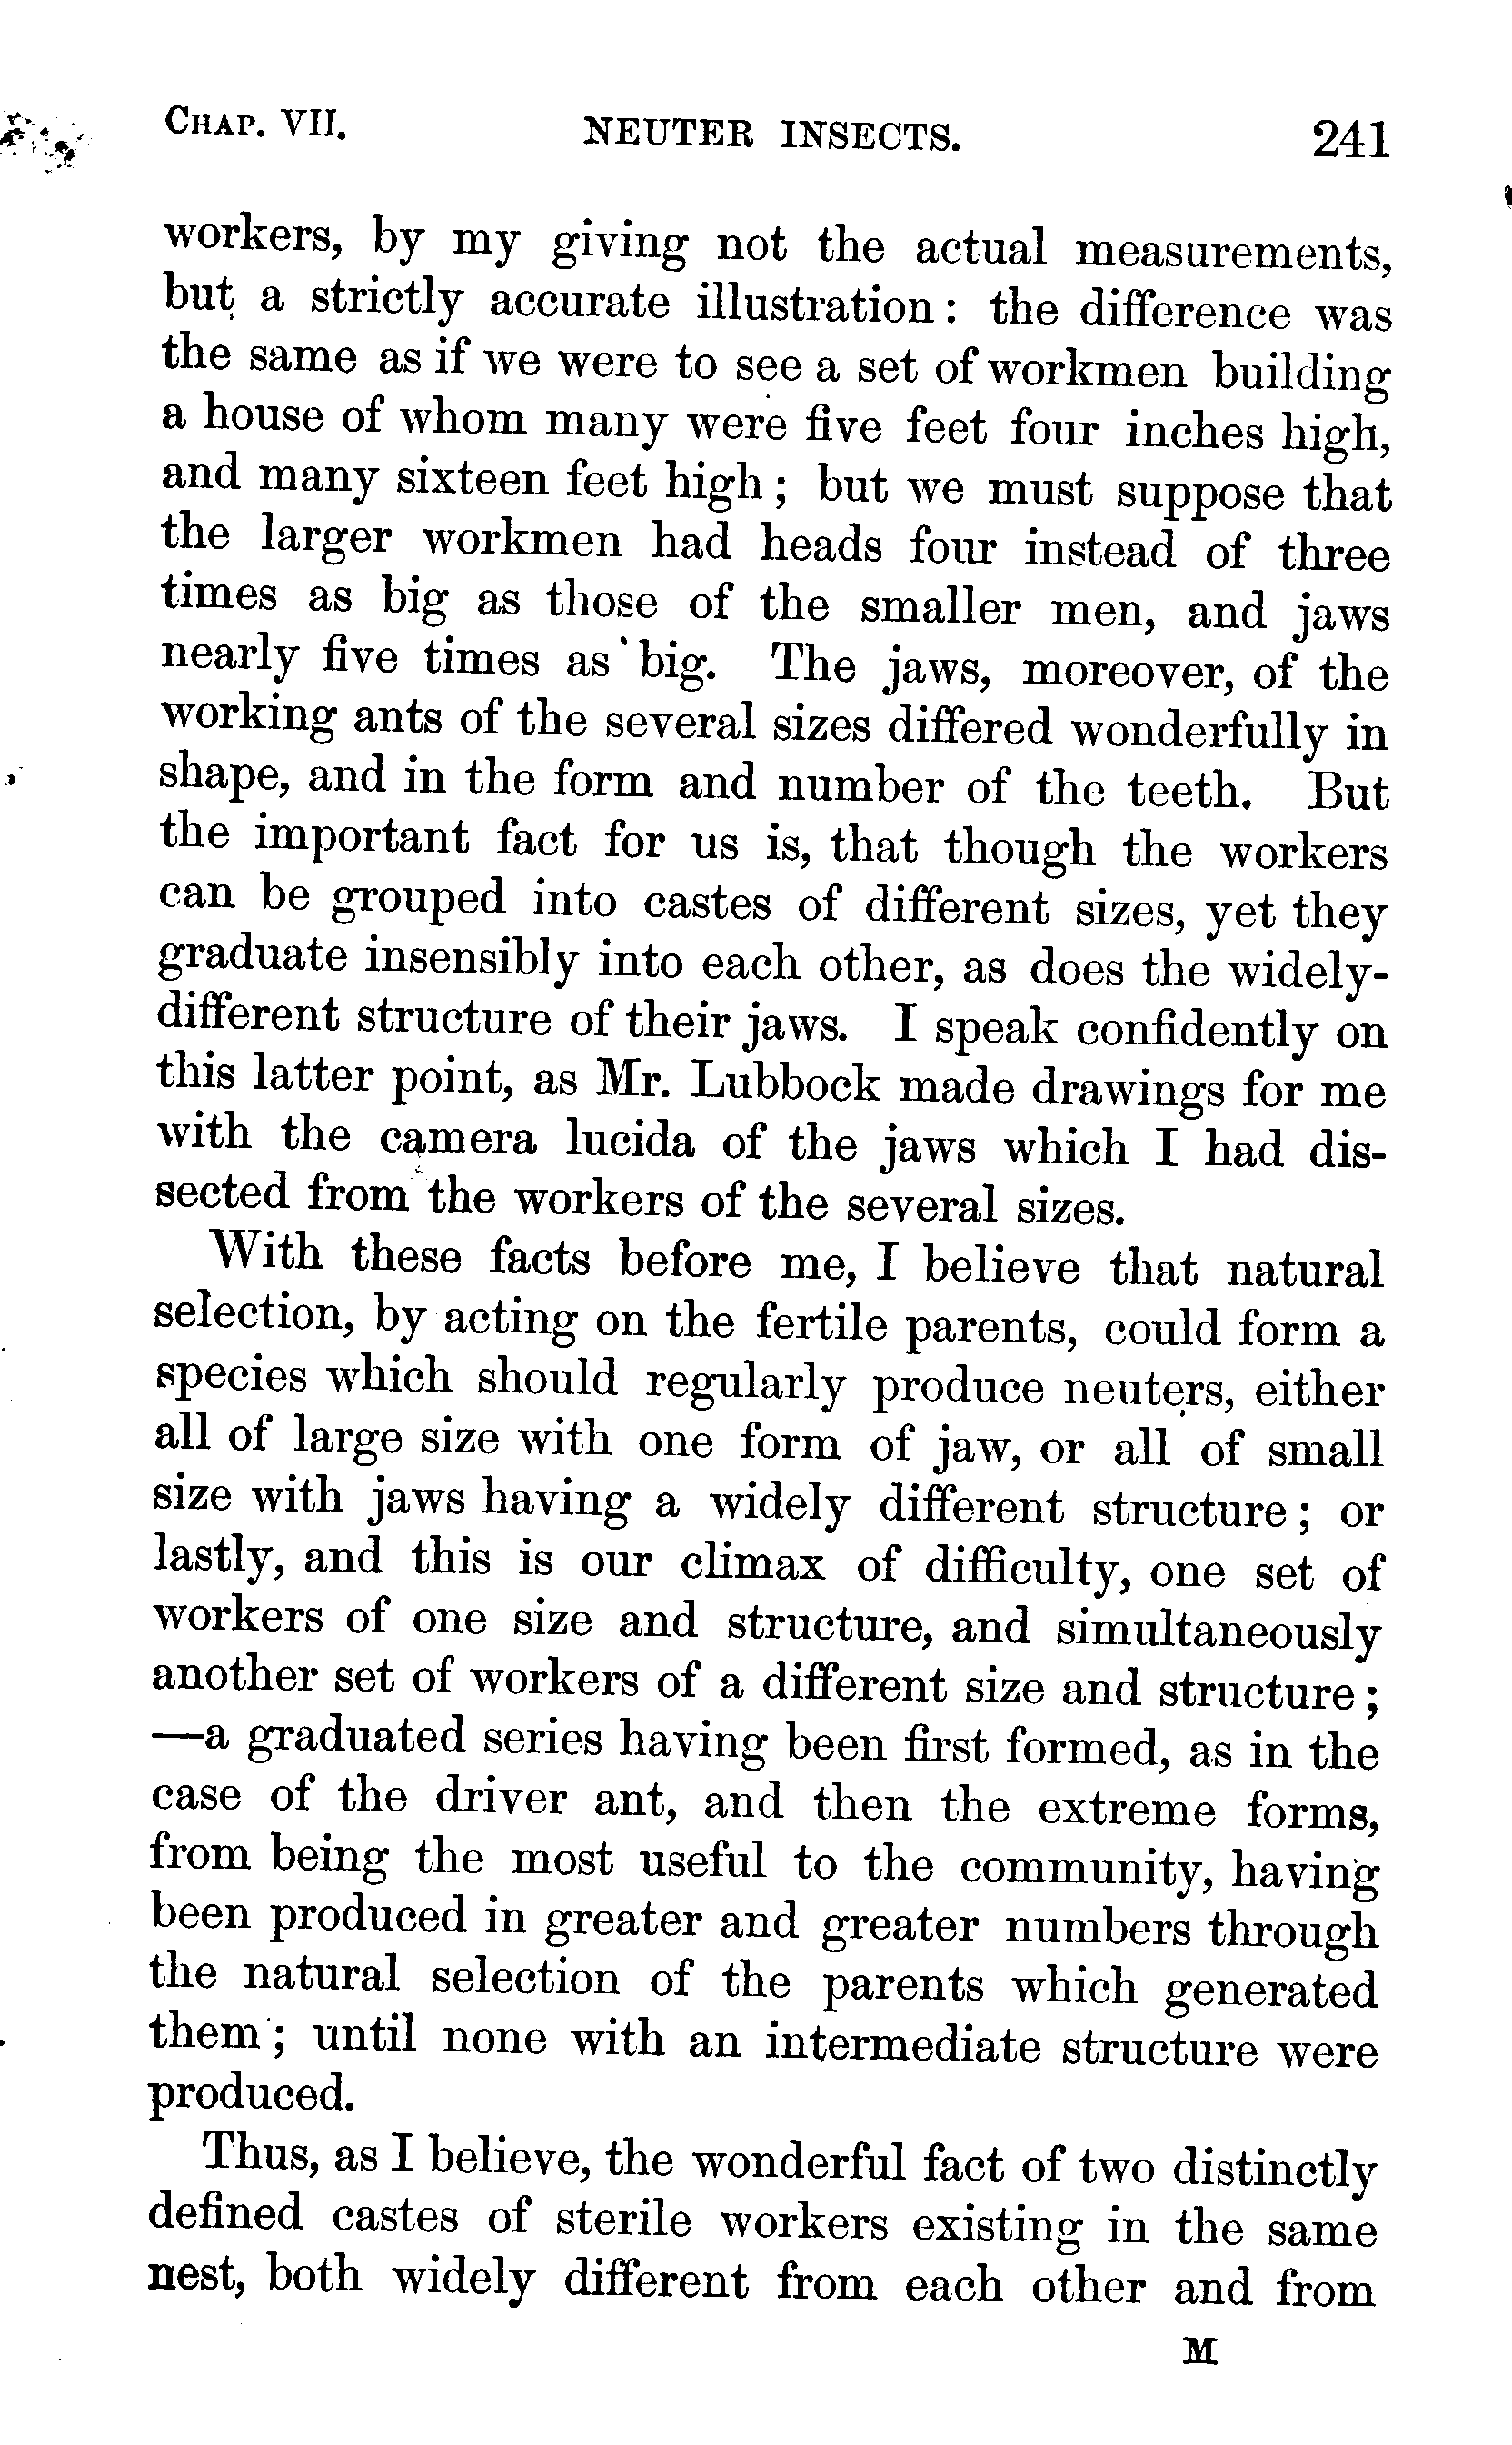 CHAP. VII. NEUTER INSECTS. 241
workers, by my giving not the actual measurements,
but a strictly accurate illustration: the difference was
the same as if we were to see a set of workmen building
a house of whom many were five feet four inches high,
and many sixteen feet high; but we must suppose that
the larger workmen had heads four instead of three
times as big as those of the smaller men, and jaws
nearly five times as big. The jaws, moreover, of the
working ants of the several sizes differed wonderfully in
shape, and in the form and number of the teeth. But
the important fact for us is, that though the workers
can be grouped into castes of different sizes, yet they
graduate insensibly into each other, as does the widely-
different structure of their jaws. I speak confidently on
this latter point, as Mr. Lubbock made drawings for me
with the camera lucida of the jaws which I had dis-
sected from the workers of the several sizes.
With these facts before me, I believe that natural
selection, by acting on the fertile parents, could form a
species which should regularly produce neuters, either
all of large size with one form of jaw, or all of small
size with jaws having a widely different structure; or
lastly, and this is our climax of difficulty, one set of
workers of one size and structure, and simultaneously
another set of workers of a different size and structure;
—a graduated series having been first formed, as in the
case of the driver ant, and then the extreme forms,
from being the most useful to the community, having
been produced in greater and greater numbers through
the natural selection of the parents which generated
them; until none with an intermediate structure were
produced.
Thus, as I believe, the wonderful fact of two distinctly
defined castes of sterile workers existing in the same
nest, both widely different from each other and from
M